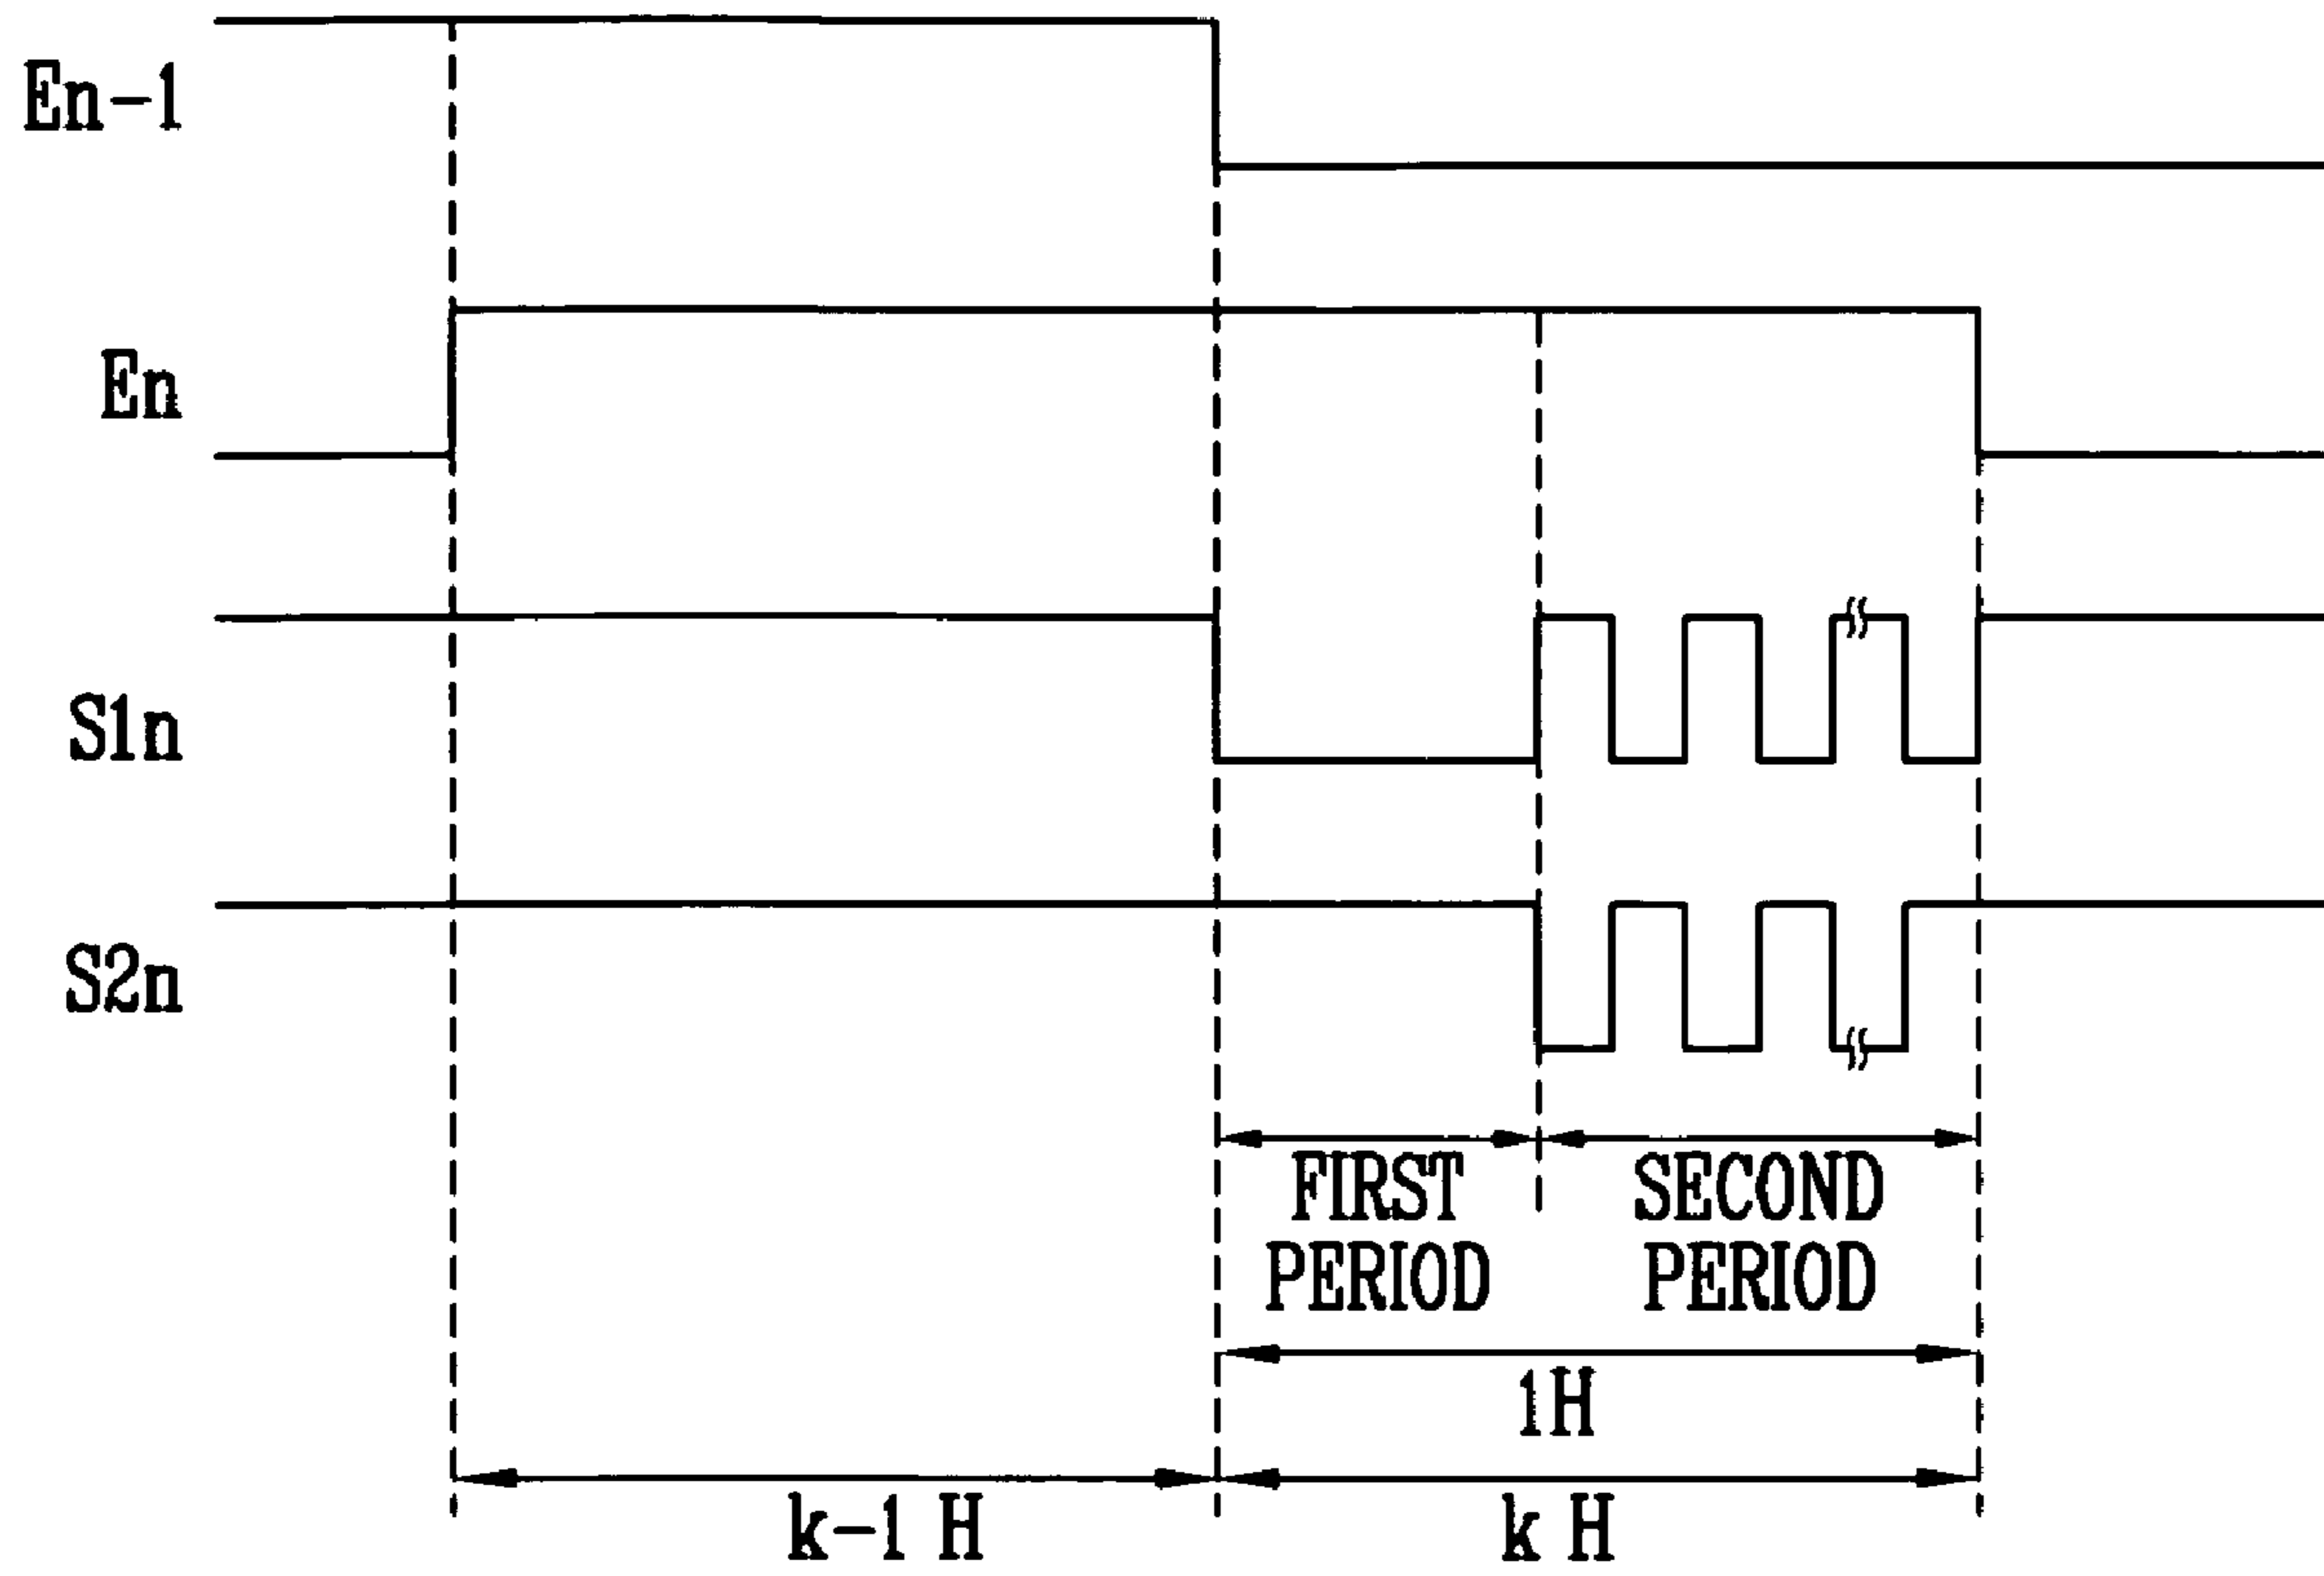 En-1
En
S1n
S2n
FIRST
PERIOD
SECOND
PERIOD
1H
k-1 H
k H